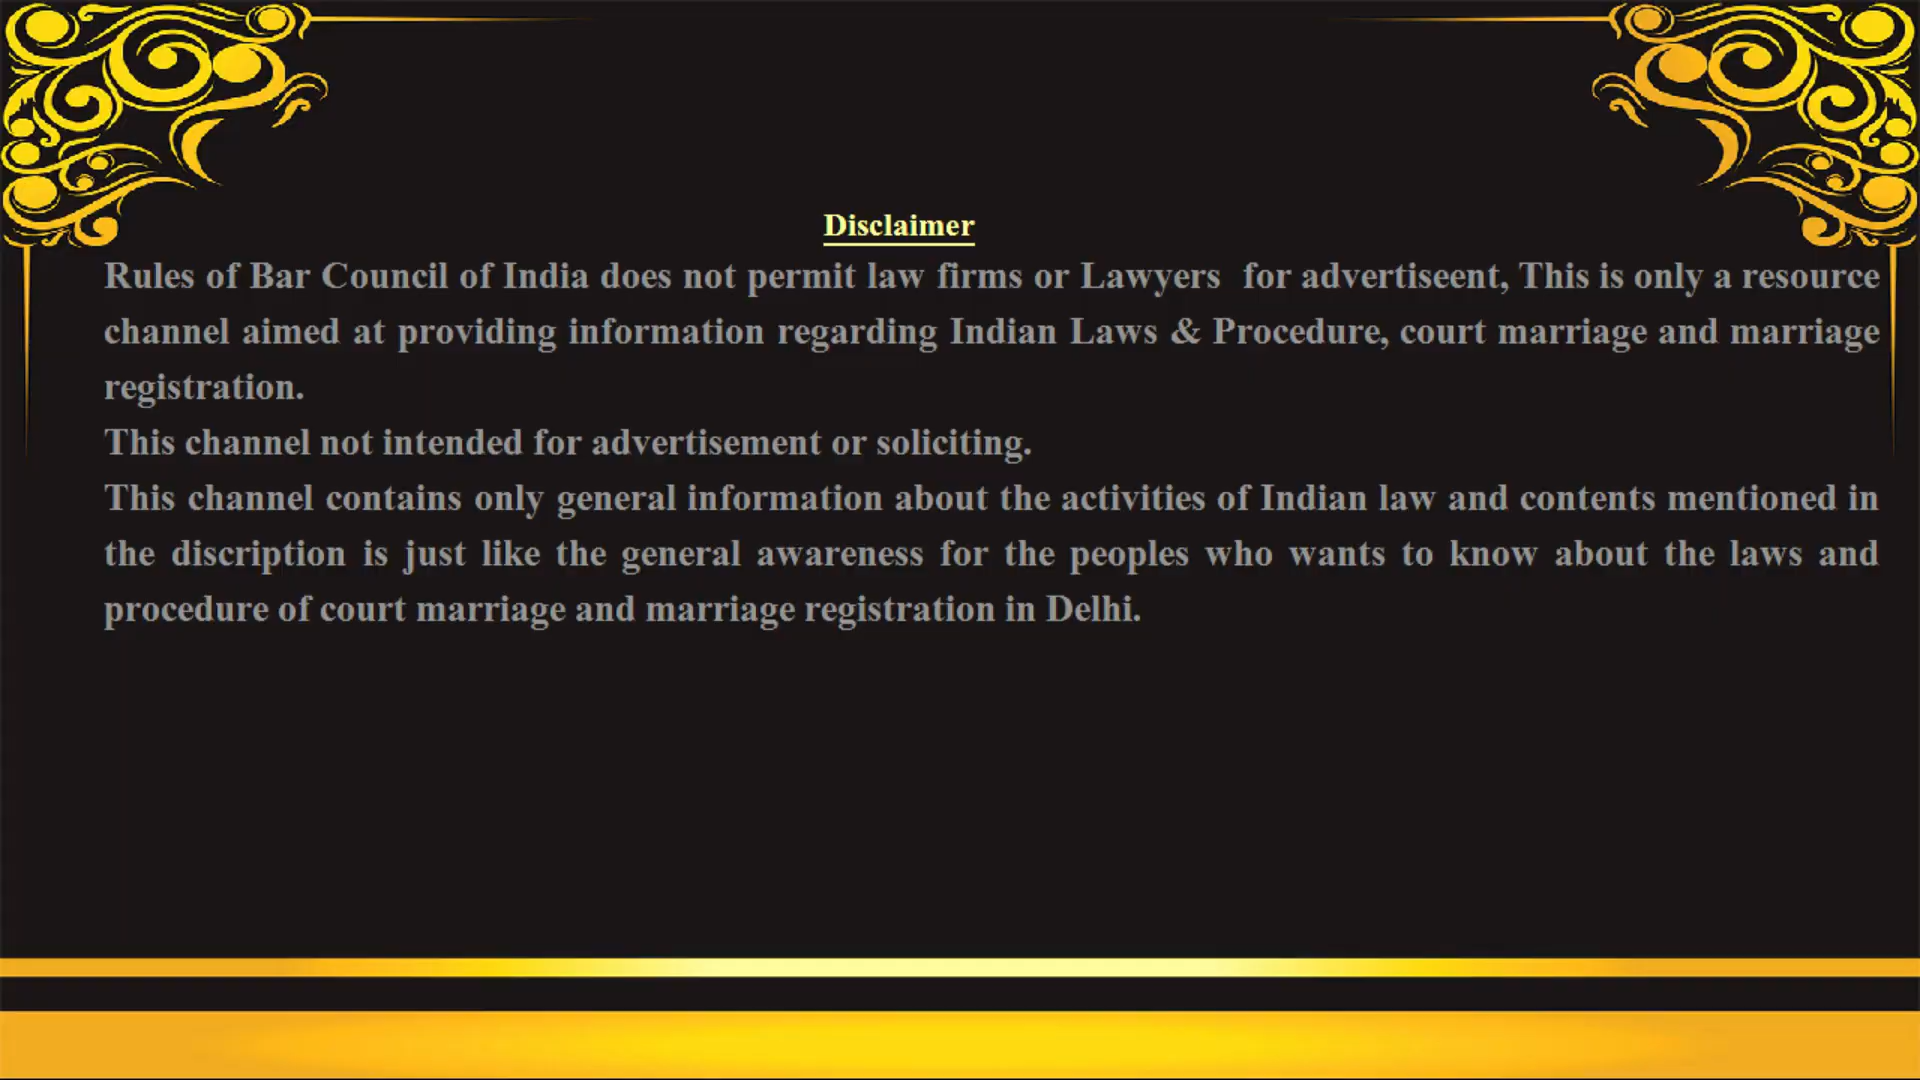 Disclaimer
Rules of Bar Council of India does not permit law firms or Lawyers  for advertiseent, This is only a resource
channel aimed at providing information regarding Indian Laws & Procedure, court marriage and marriage
registration.
This channel not intended for advertisement or soliciting.
This channel contains only general information about the activities of Indian law and contents mentioned in
the discription is just like the general awareness for the peoples who wants to know about the laws and
procedure of court marriage and marriage registration in Delhi.